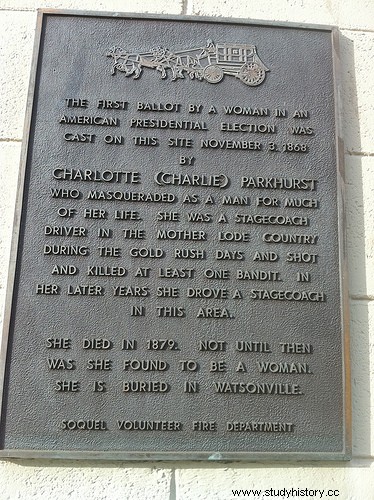 THE FIRST BALLOT BY A WOMAN IN AN
AMERICAN PRESIDENTIAL ELECTION WAS
CAST ON THIS SITE NOVEMBER 3, 1868
BY
CHARLOTTE (CHARLIE) PARKHURST
WHO MASQUERADED AS A MAN FOR MUCH
OF HER LIFE. SHE WAS A STAGECOACH
DRIVER IN THE MOTHER LODE COUNTRY
DURING THE GOLD RUSH DAYS AND SHOT
AND KILLED AT LEAST ONE BANDIT. IN
HER LATER YEARS SHE DROVE A STAGECOACH
IN THIS AREA.
SHE DIED IN 1879. NOT UNTIL THEN
WAS SHE FOUND TO BE A WOMAN.
SHE IS BURIED IN WATSONVILLE.
SOQUEL VOLUNTEER FIRE DEPARTMENT
www.studyhistory.cc